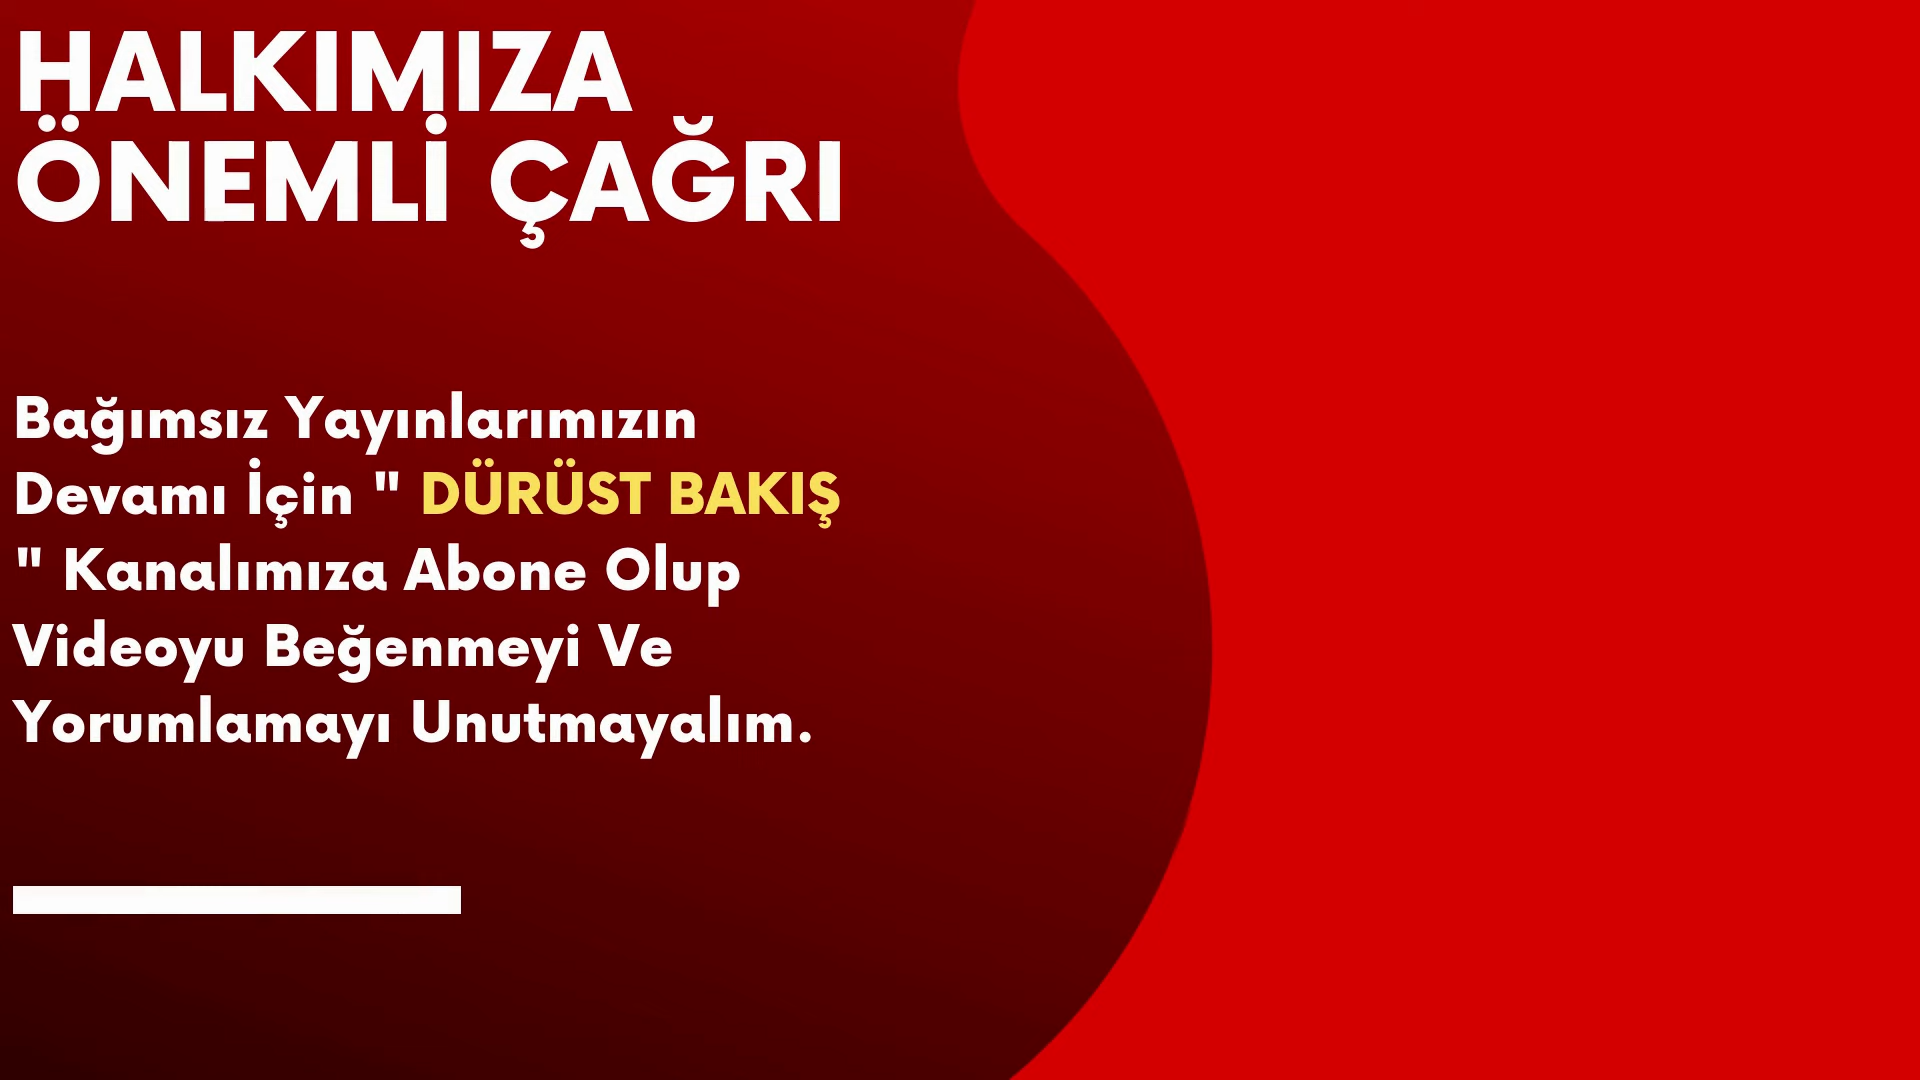 HALKIMIZA
ÖNEMLİ ÇAĞRI
Bağımsız Yayınlarımızın
Devamı İçin " DÜRÜST BAKIŞ
" Kanalımıza Abone Olup
Videoyu Beğenmeyi Ve
Yorumlamayı Unutmayalım.